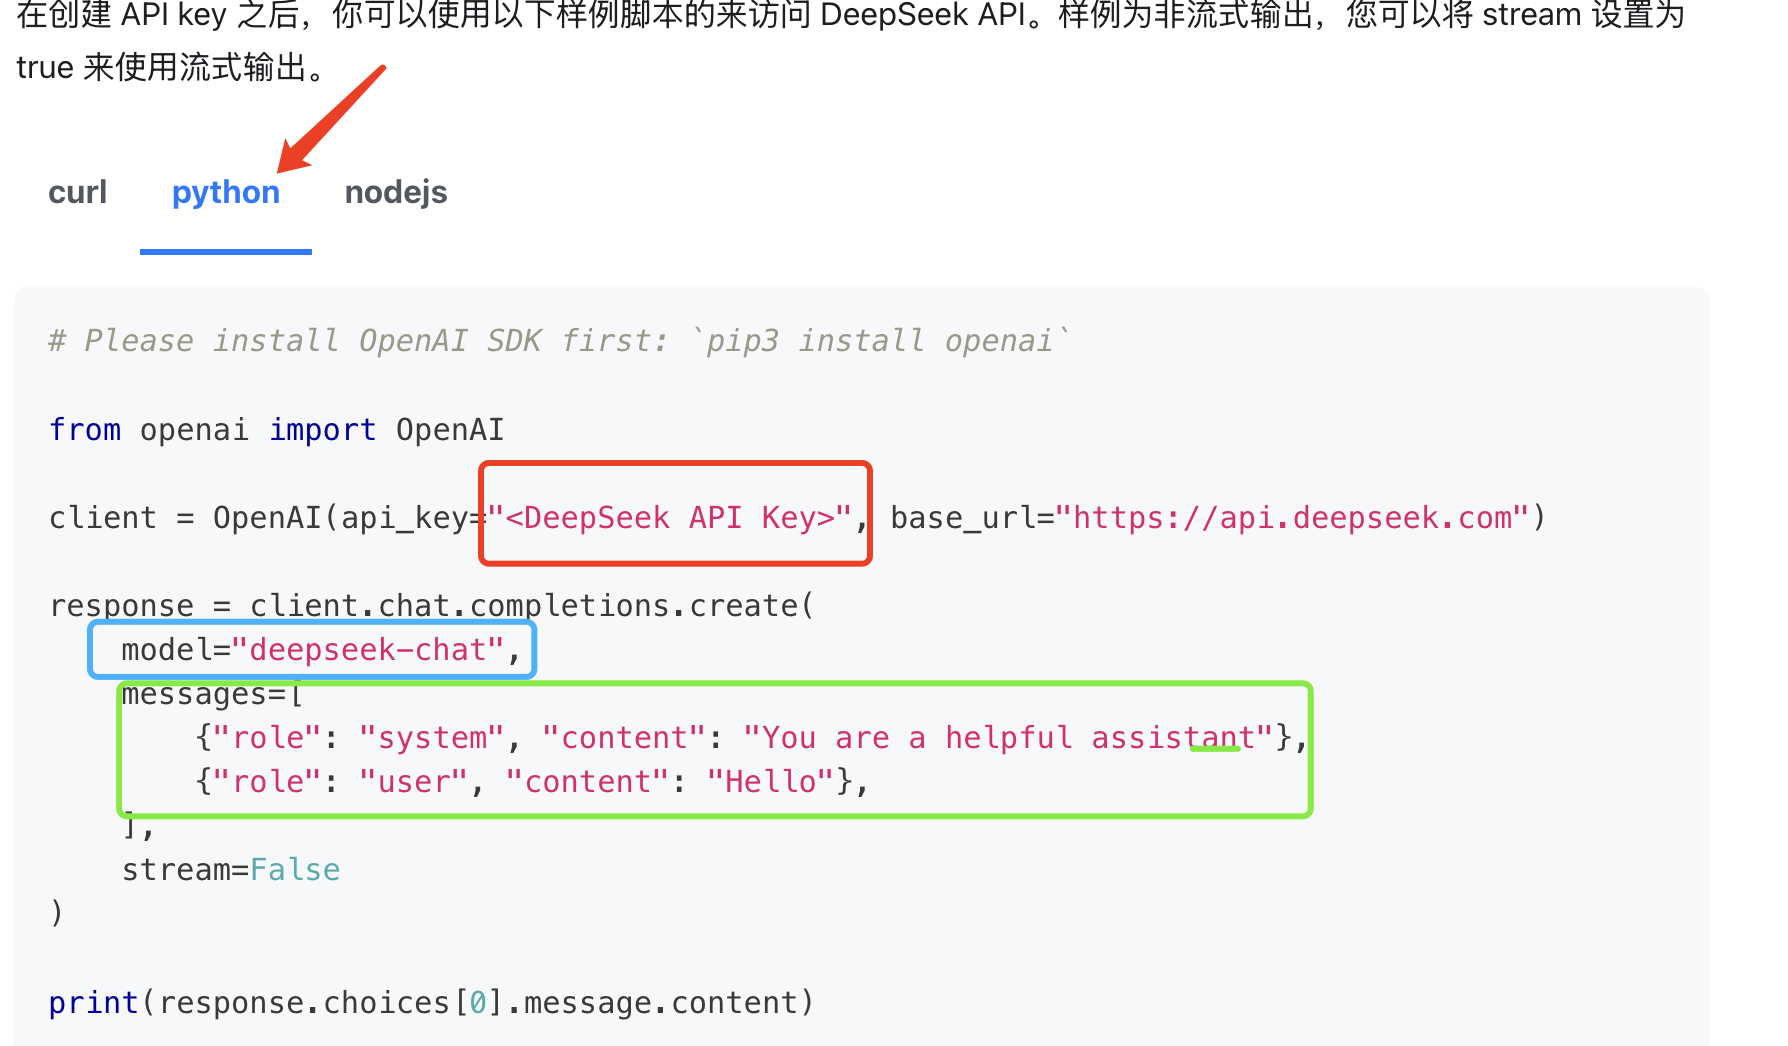 在创建 API key 之后，你可以使用以下样例脚本的来访问 DeepSeek API。样例为非流式输出，您可以将 stream 设置为
true 来使用流式输出。
curl python nodejs
# Please install OpenAI SDK first: `pip3 install openai`
from openai import OpenAI
client = OpenAI(api_key="<DeepSeek API Key>", base_url="https://api.deepseek.com")
response = client.chat.completions.create(
    model="deepseek-chat",
    messages=[
        {"role": "system", "content": "You are a helpful assistant"},
        {"role": "user", "content": "Hello"},
    ],
    stream=False
)
print(response.choices[0].message.content)